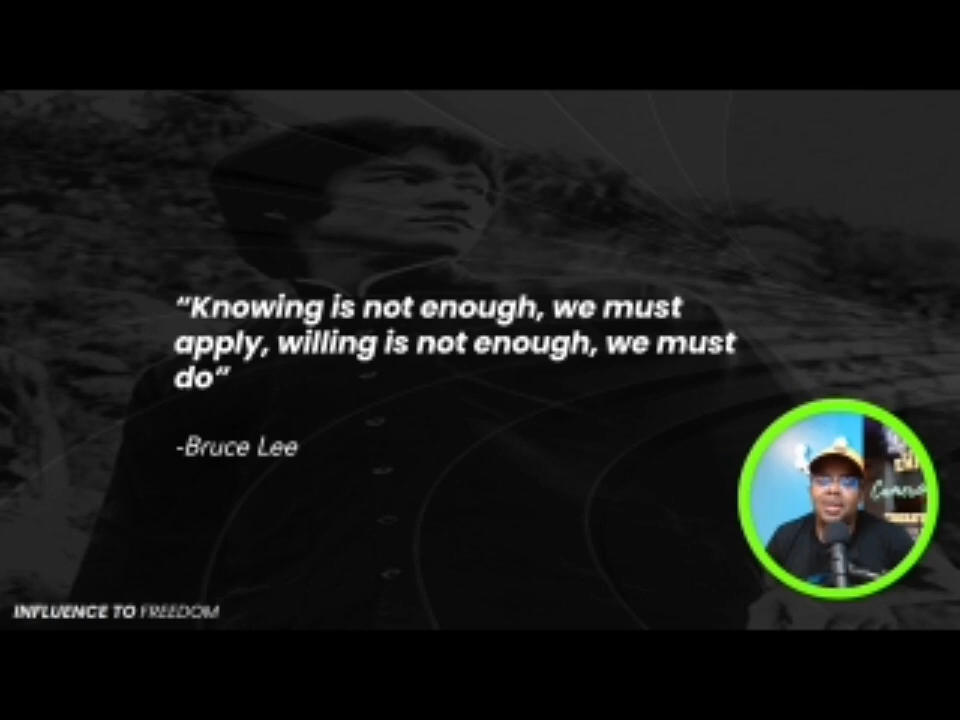 “Knowing is not enough, we must
apply, willing is not enough, we must
do”
-Bruce Lee
INFLUENCE TO FREEDOM